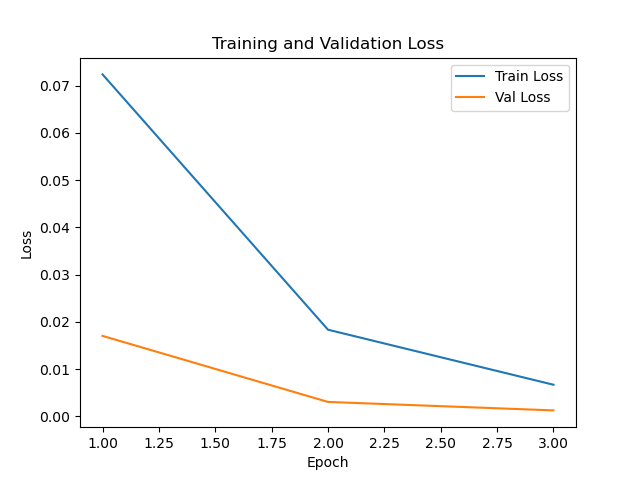 Training and Validation Loss
Train Loss
Val Loss
0.07
0.06
0.05
0.04
0.03
0.02
0.01
0.00
Loss
1.00 1.25 1.50 1.75 2.00 2.25 2.50 2.75 3.00
Epoch